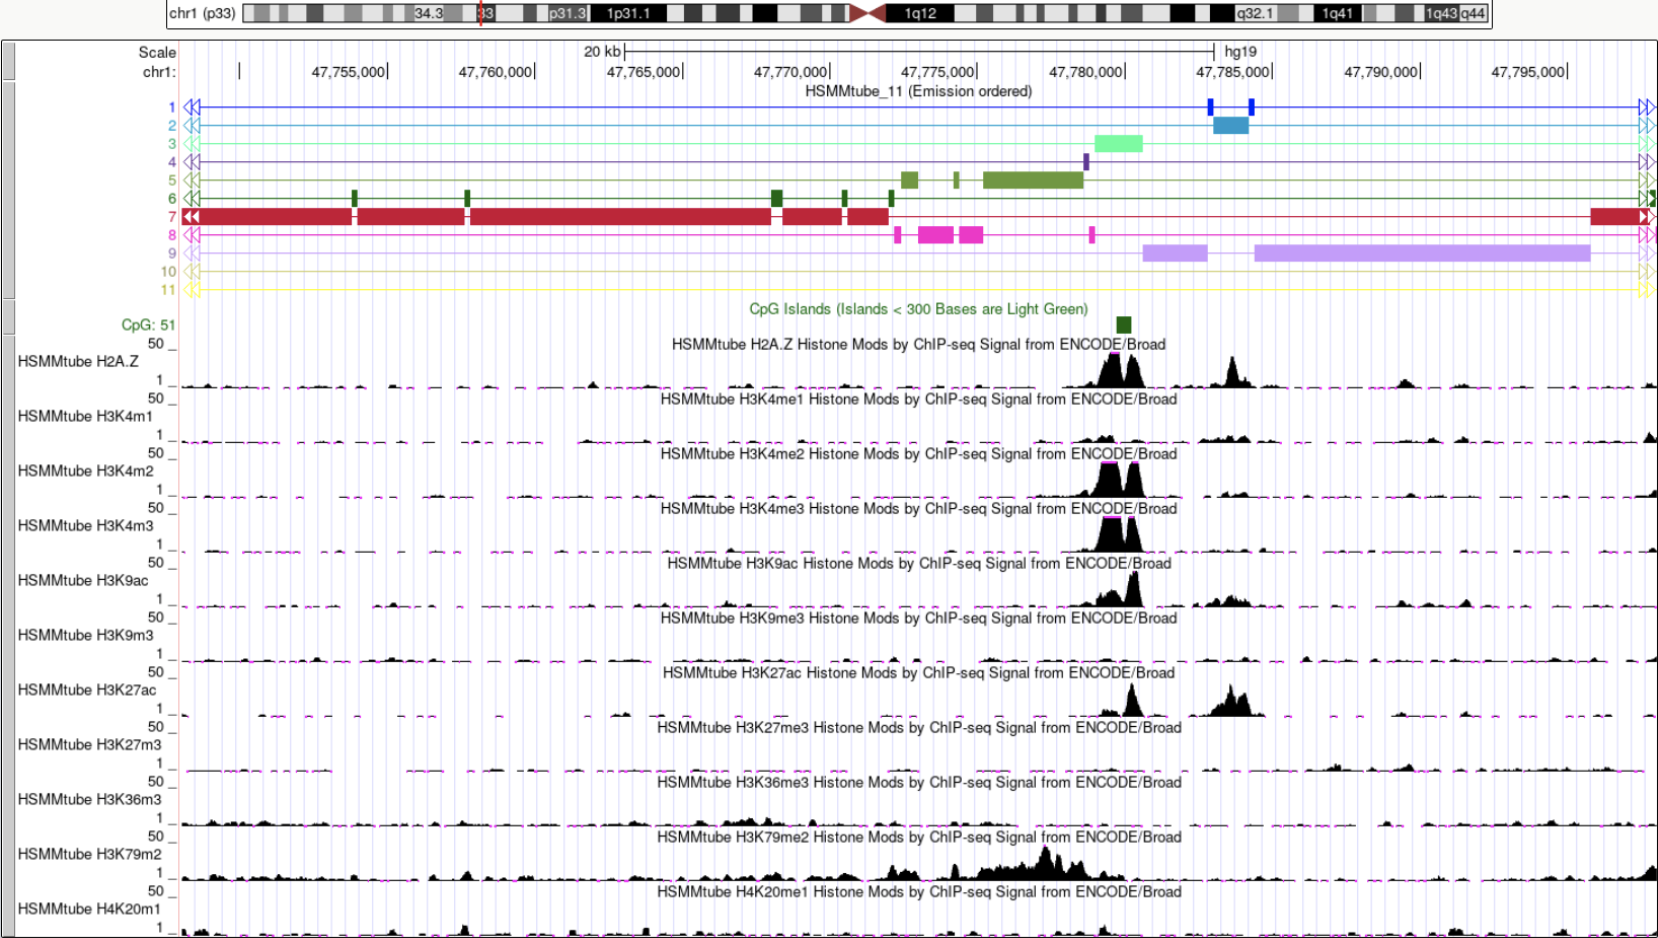 chr1 (p33) 34.3 33 p31.3 1p31.1 1q12 q32.1 1q41 1q43 q44
Scale 20 kb hg19
chr1: 47,755,000 47,760,000 47,765,000 47,770,000 47,775,000 47,780,000 47,785,000 47,790,000 47,795,000
HSMMtube_11 (Emission ordered)
1
2
3
4
5
6
7
8
9
10
11
CpG Islands (Islands < 300 Bases are Light Green)
CpG: 51
50
HSMMtube H2A.Z Histone Mods by ChIP-seq Signal from ENCODE/Broad
HSMMtube H2A.Z
1
50
HSMMtube H3K4me1 Histone Mods by ChIP-seq Signal from ENCODE/Broad
HSMMtube H3K4m1
1
50
HSMMtube H3K4me2 Histone Mods by ChIP-seq Signal from ENCODE/Broad
HSMMtube H3K4m2
1
50
HSMMtube H3K4me3 Histone Mods by ChIP-seq Signal from ENCODE/Broad
HSMMtube H3K4m3
1
50
HSMMtube H3K9ac Histone Mods by ChIP-seq Signal from ENCODE/Broad
HSMMtube H3K9ac
1
50
HSMMtube H3K9me3 Histone Mods by ChIP-seq Signal from ENCODE/Broad
HSMMtube H3K9m3
1
50
HSMMtube H3K27ac Histone Mods by ChIP-seq Signal from ENCODE/Broad
HSMMtube H3K27ac
1
50
HSMMtube H3K27me3 Histone Mods by ChIP-seq Signal from ENCODE/Broad
HSMMtube H3K27m3
1
50
HSMMtube H3K36me3 Histone Mods by ChIP-seq Signal from ENCODE/Broad
HSMMtube H3K36m3
1
50
HSMMtube H3K79me2 Histone Mods by ChIP-seq Signal from ENCODE/Broad
HSMMtube H3K79m2
1
50
HSMMtube H4K20me1 Histone Mods by ChIP-seq Signal from ENCODE/Broad
HSMMtube H4K20m1
1